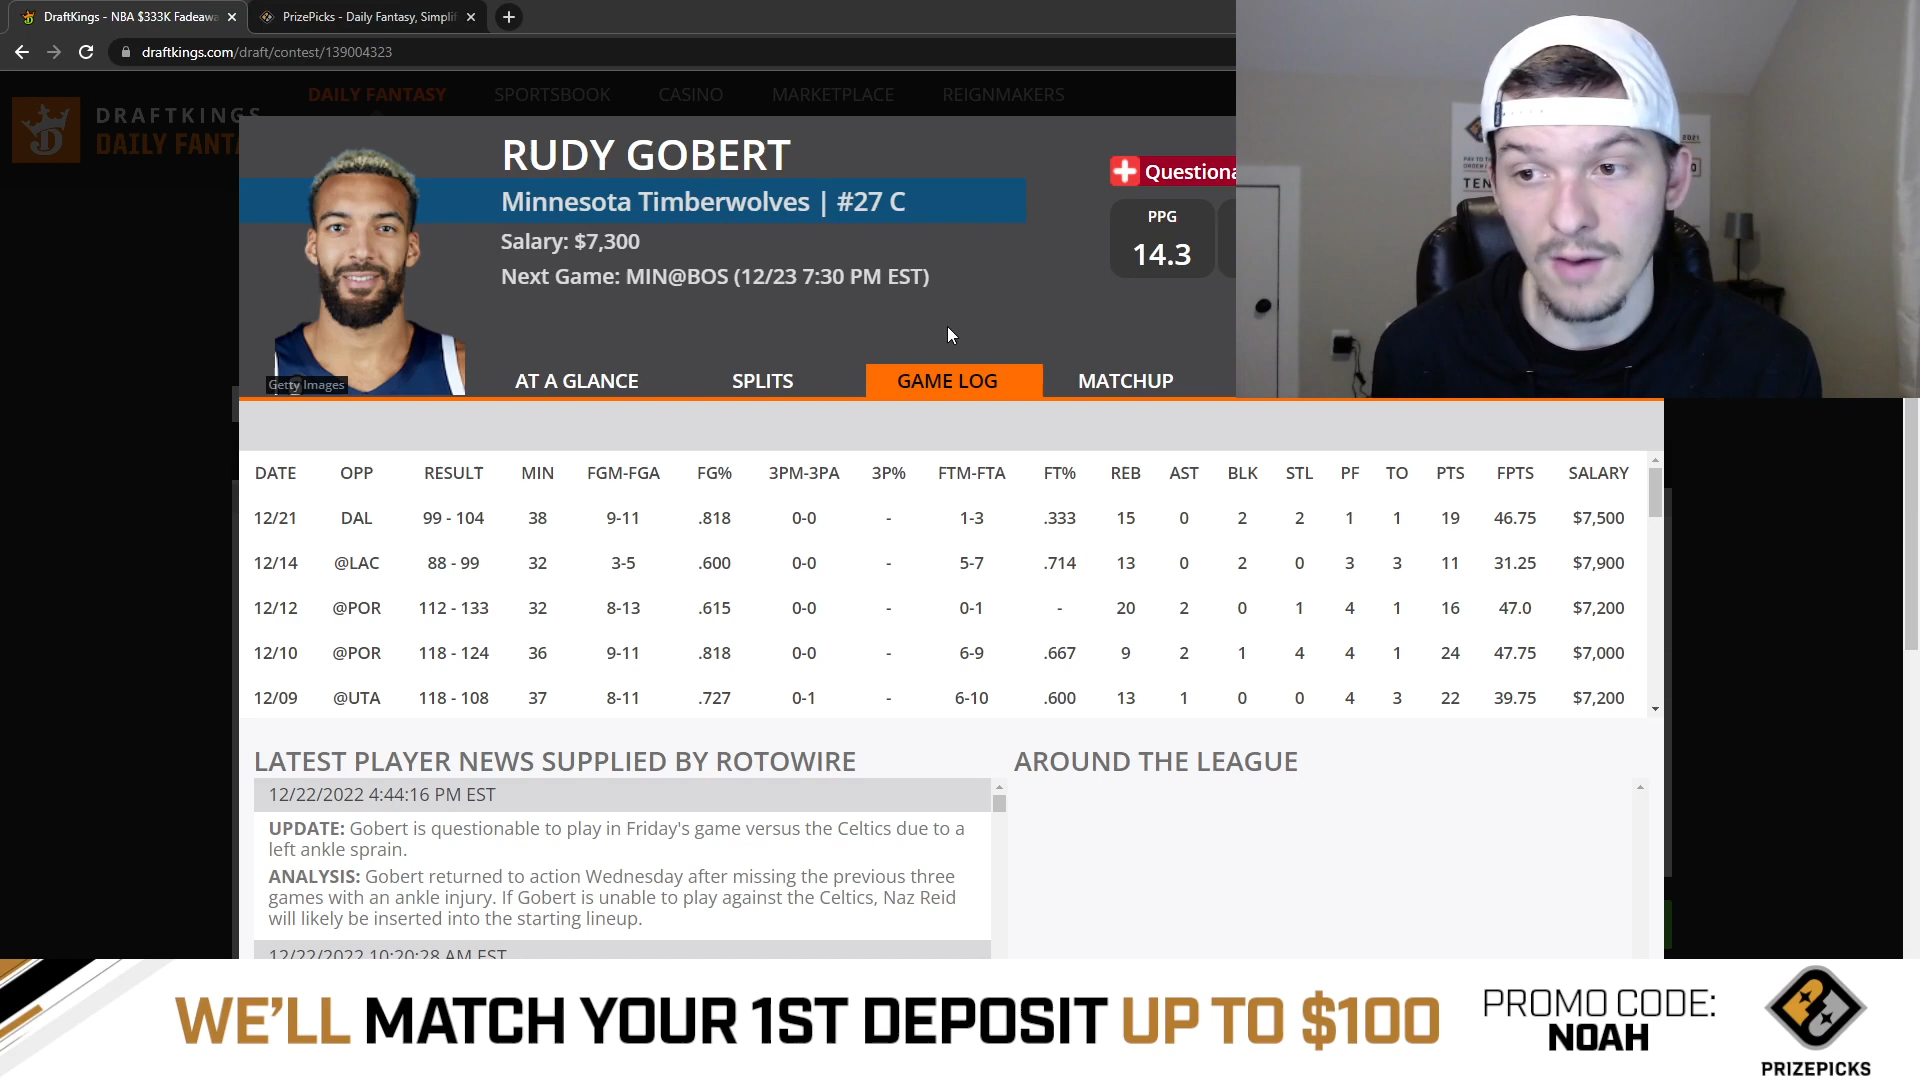 DraftKings - NBA $333K Fadeawa
PrizePicks - Daily Fantasy, Simplif
draftkings.com/draft/contest/139004323
DAILY FANTASY SPORTSBOOK CASINO MARKETPLACE REIGNMAKERS
DRAFTKINGS
DAILY FANTA
RUDY GOBERT
Minnesota Timberwolves | #27 C
Salary: $7,300
Next Game: MIN@BOS (12/23 7:30 PM EST)
Questiona
PPG
14.3
Getty Images
AT A GLANCE SPLITS GAME LOG MATCHUP
2021
TEN
DATE OPP RESULT MIN FGM-FGA FG% 3PM-3PA 3P% FTM-FTA FT% REB AST BLK STL PF TO PTS FPTS SALARY
12/21 DAL 99 - 104 38 9-11 .818 0-0 - 1-3 .333 15 0 2 2 1 1 19 46.75 $7,500
12/14 @LAC 88 - 99 32 3-5 .600 0-0 - 5-7 .714 13 0 2 0 3 3 11 31.25 $7,900
12/12 @POR 112 - 133 32 8-13 .615 0-0 - 0-1 - 20 2 0 1 4 1 16 47.0 $7,200
12/10 @POR 118 - 124 36 9-11 .818 0-0 - 6-9 .667 9 2 1 4 4 1 24 47.75 $7,000
12/09 @UTA 118 - 108 37 8-11 .727 0-1 - 6-10 .600 13 1 0 0 4 3 22 39.75 $7,200
LATEST PLAYER NEWS SUPPLIED BY ROTOWIRE
AROUND THE LEAGUE
12/22/2022 4:44:16 PM EST
UPDATE: Gobert is questionable to play in Friday's game versus the Celtics due to a
left ankle sprain.
ANALYSIS: Gobert returned to action Wednesday after missing the previous three
games with an ankle injury. If Gobert is unable to play against the Celtics, Naz Reid
will likely be inserted into the starting lineup.
12/22/2022 10:20:28 AM EST
WE'LL MATCH YOUR 1ST DEPOSIT UP TO $100
PROMO CODE:
NOAH
PRIZEPICKS